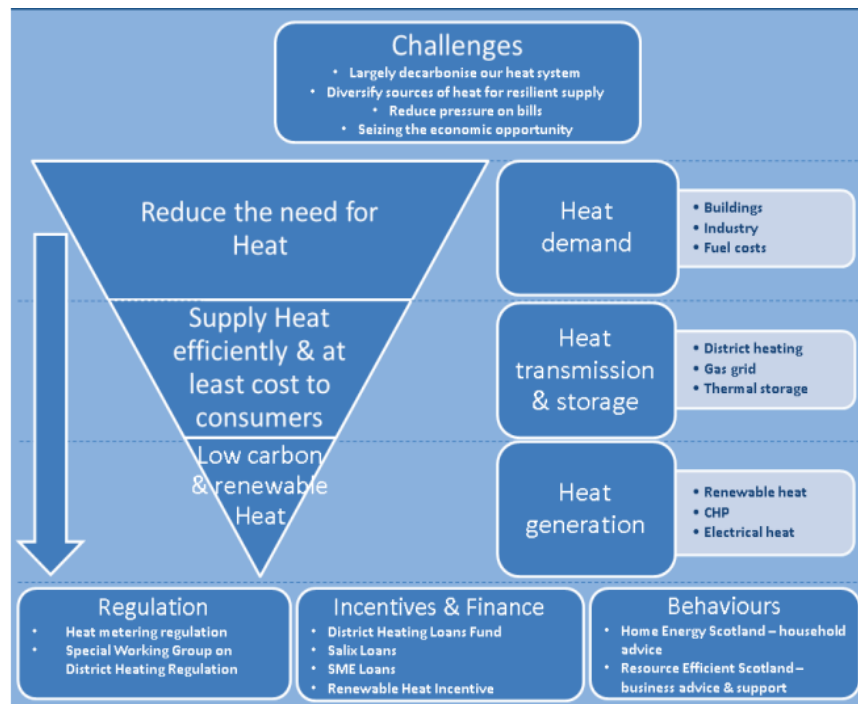 Challenges
• Largely decarbonise our heat system
• Diversify sources of heat for resilient supply
• Reduce pressure on bills
• Seizing the economic opportunity
Reduce the need for
Heat
Heat
demand
• Buildings
• Industry
• Fuel costs
Supply Heat
efficiently & at
least cost to
consumers
Heat
transmission
& storage
• District heating
• Gas grid
• Thermal storage
Low carbon
& renewable
Heat
Heat
generation
• Renewable heat
• CHP
• Electrical heat
Regulation
• Heat metering regulation
• Special Working Group on
District Heating Regulation
Incentives & Finance
• District Heating Loans Fund
• Salix Loans
• SME Loans
• Renewable Heat Incentive
Behaviours
• Home Energy Scotland – household
advice
• Resource Efficient Scotland –
business advice & support